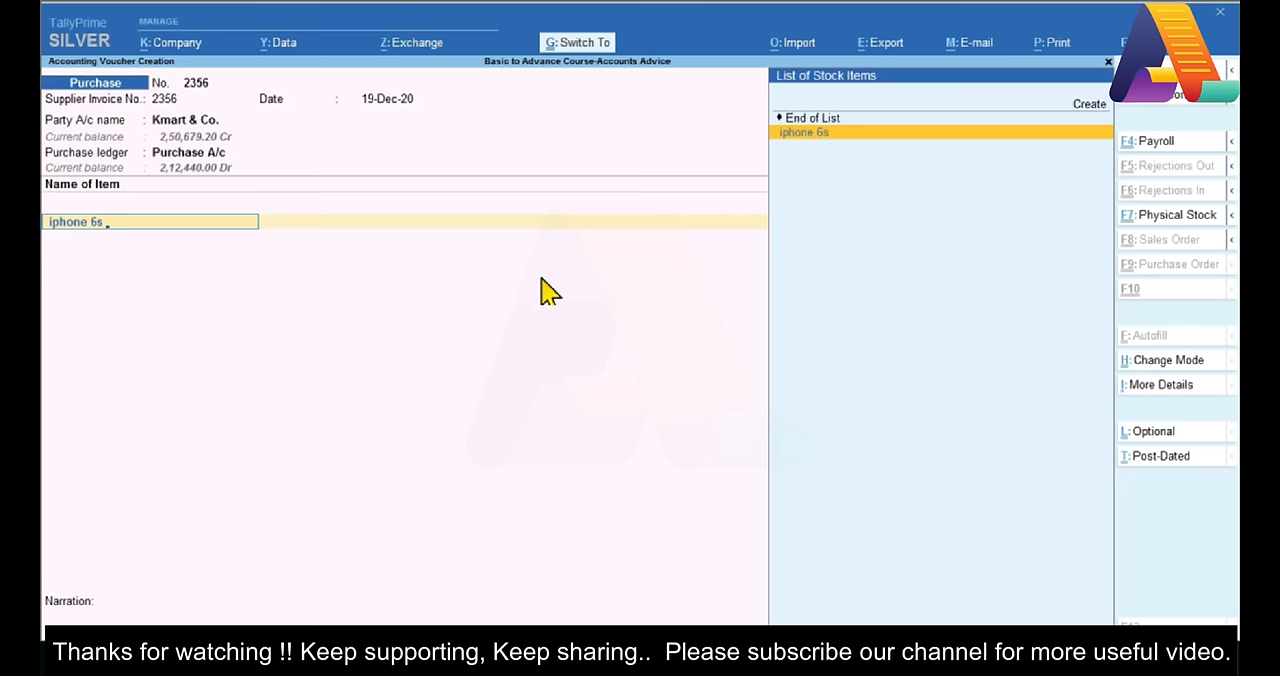 TallyPrime
SILVER
MANAGE
K: Company
Y: Data
Z: Exchange
G: Switch To
O: Import
E: Export
M: E-mail
P: Print
Accounting Voucher Creation
Basic to Advance Course-Accounts Advice
Purchase No. 2356
Supplier Invoice No.: 2356 Date : 19-Dec-20
Party A/c name : Kmart & Co.
Current balance : 2,50,679.20 Cr
Purchase ledger : Purchase A/c
Current balance : 2,12,440.00 Dr
Name of Item
iphone 6s
Narration:
List of Stock Items
Create
♦ End of List
iphone 6s
F4: Payroll
F5: Rejections Out
F6: Rejections In
F7: Physical Stock
F8: Sales Order
F9: Purchase Order
F10
F: Autofill
H: Change Mode
I: More Details
L: Optional
T: Post-Dated
Thanks for watching !! Keep supporting, Keep sharing.. Please subscribe our channel for more useful video.